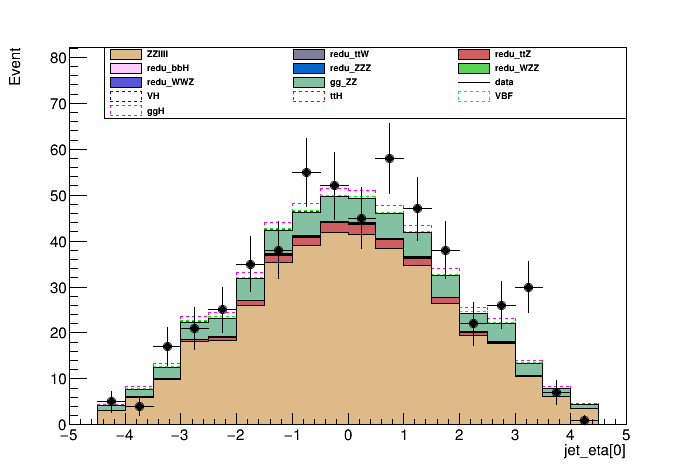 Event
80
70
60
50
40
30
20
10
0
ZZllll redu_ttW redu_ttZ
redu_bbH redu_ZZZ redu_WZZ
redu_WWZ gg_ZZ data
VH ttH VBF
ggH
−5 −4 −3 −2 −1 0 1 2 3 4 5
jet_eta[0]